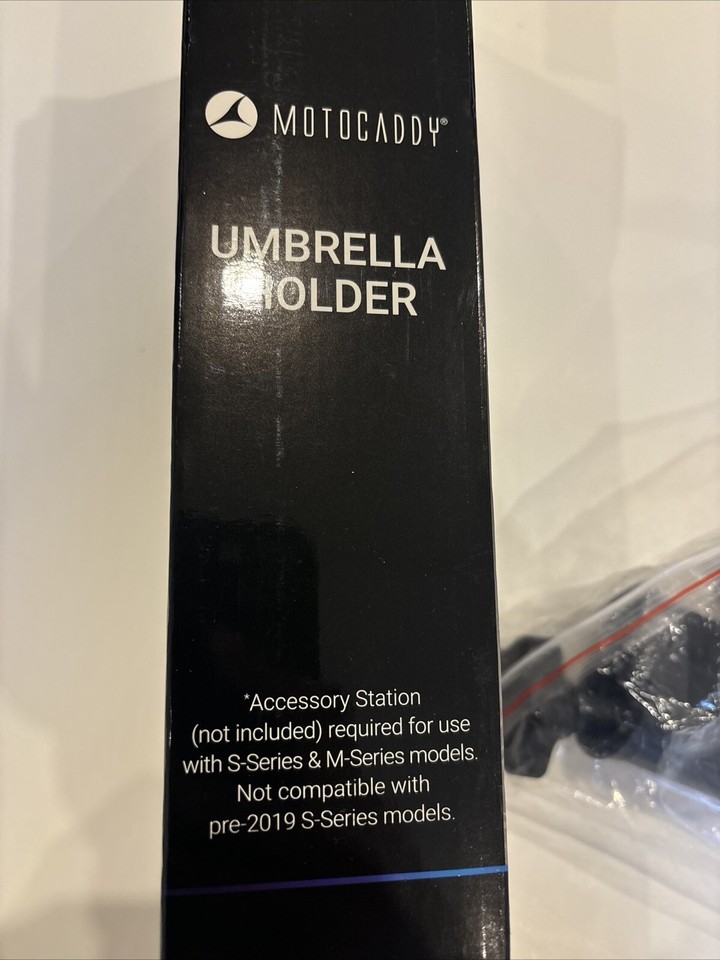 MOTOCADDY®
UMBRELLA
HOLDER
*Accessory Station
(not included) required for use
with S-Series & M-Series models.
Not compatible with
pre-2019 S-Series models.